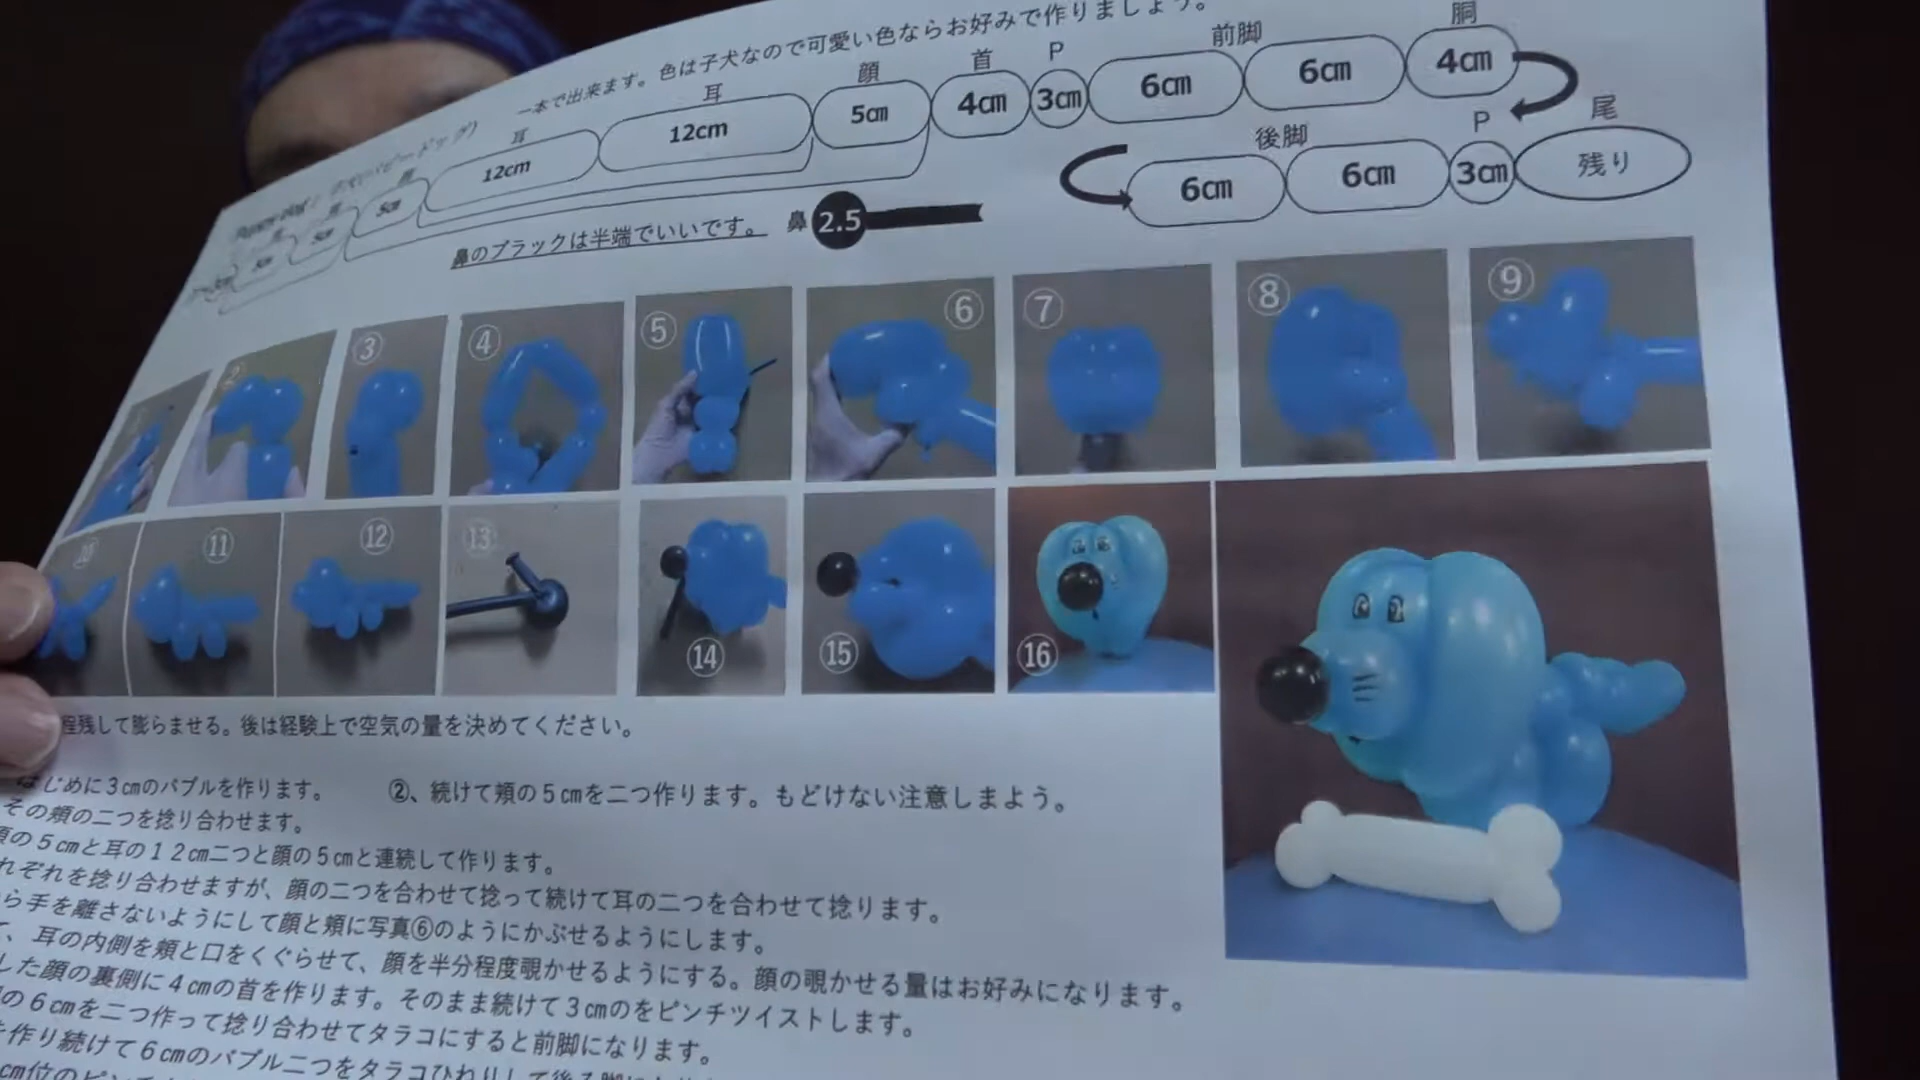 一本で出来ます。色は子犬なので可愛い色ならお好みで作りましょう。
耳 耳 顔 首 P 前脚 胴
5cm 12cm 12cm 5cm 4cm 3cm 6cm 6cm 4cm
後脚 P 尾
6cm 6cm 3cm 残り
鼻のブラックは半端でいいです。 鼻 2.5
② ③ ④ ⑤ ⑥ ⑦ ⑧ ⑨
⑩ ⑪ ⑫ ⑬ ⑭ ⑮ ⑯
程残して膨らませる。後は経験上で空気の量を決めてください。
はじめに3cmのバブルを作ります。 ②、続けて頬の5cmを二つ作ります。もどけない注意しまよう。
その頬の二つを捻り合わせます。
の5cmと耳の12cm二つと顔の5cmと連続して作ります。
れぞれを捻り合わせますが、顔の二つを合わせて捻って続けて耳の二つを合わせて捻ります。
ら手を離さないようにして顔と頬に写真⑥のようにかぶせるようにします。
、耳の内側を頬と口をくぐらせて、顔を半分程度覗かせるようにする。顔の覗かせる量はお好みになります。
した顔の裏側に4cmの首を作ります。そのまま続けて3cmのをピンチツイストします。
の6cmを二つ作って捻り合わせてタラコにすると前脚になります。
作り続けて6cmのバブル二つをタラコひねりして後ろ脚に
cm位のピンチ